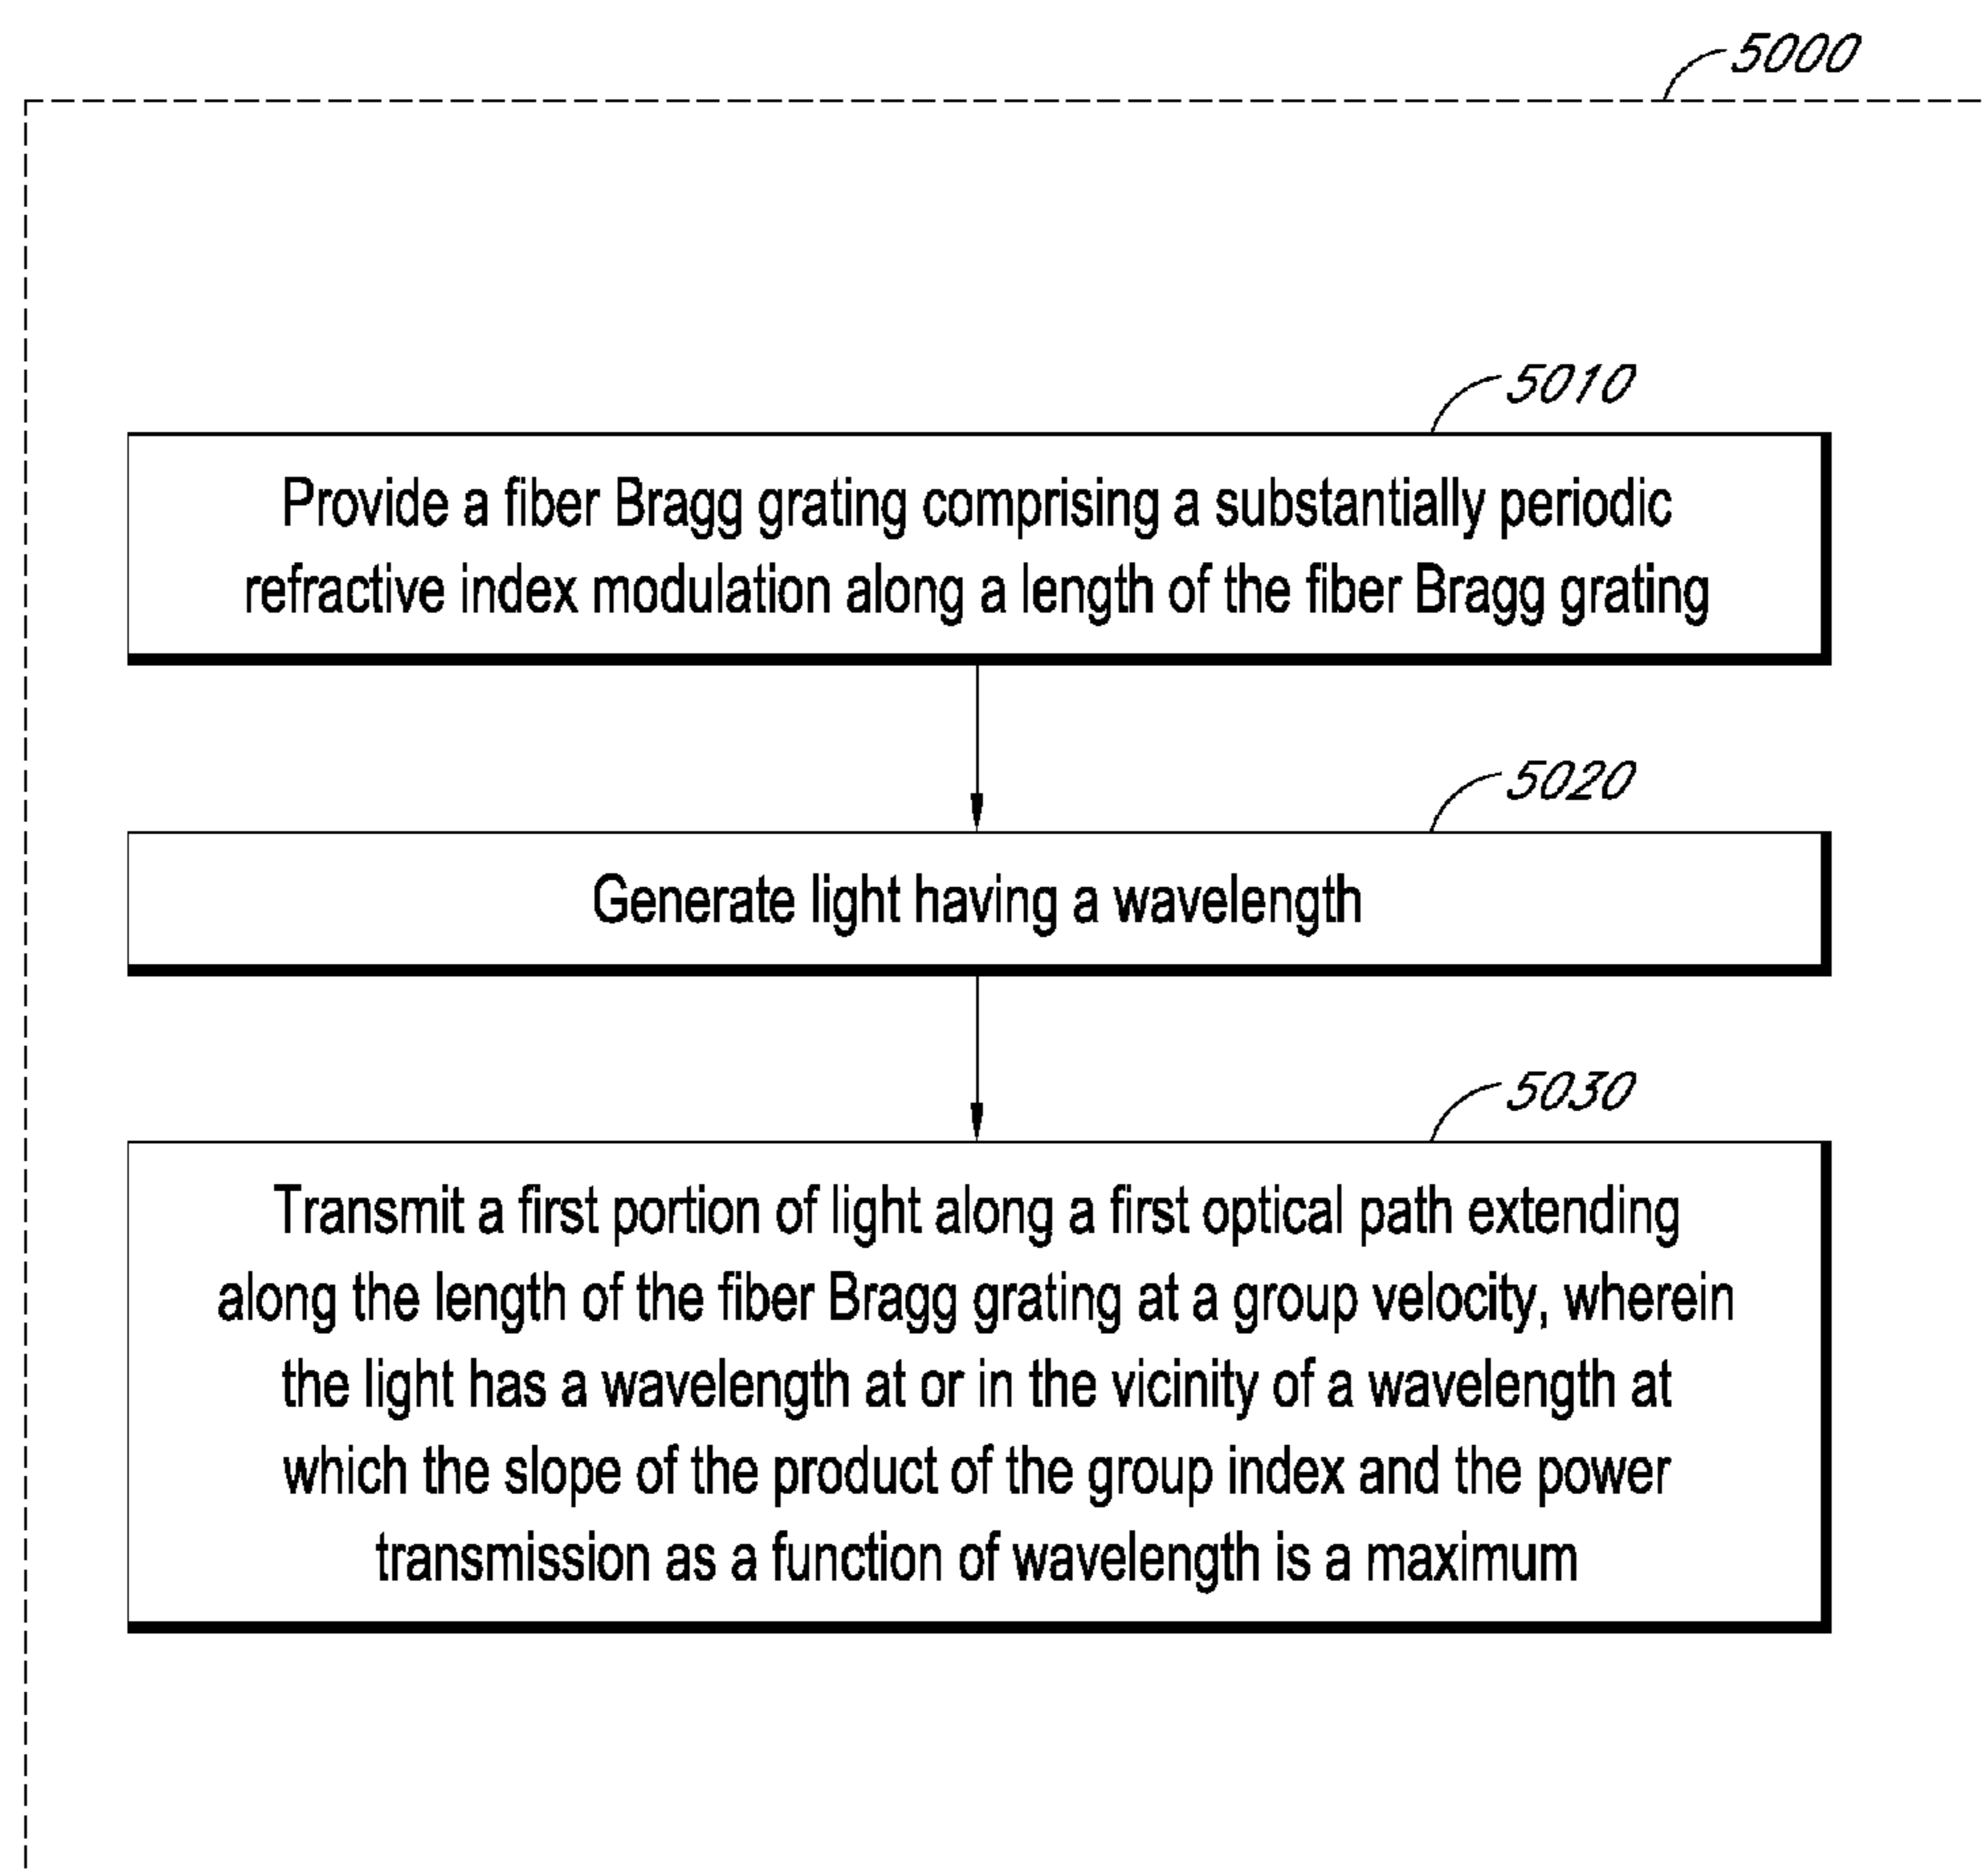 5000
5010
Provide a fiber Bragg grating comprising a substantially periodic
refractive index modulation along a length of the fiber Bragg grating
5020
Generate light having a wavelength
5030
Transmit a first portion of light along a first optical path extending
along the length of the fiber Bragg grating at a group velocity, wherein
the light has a wavelength at or in the vicinity of a wavelength at
which the slope of the product of the group index and the power
transmission as a function of wavelength is a maximum